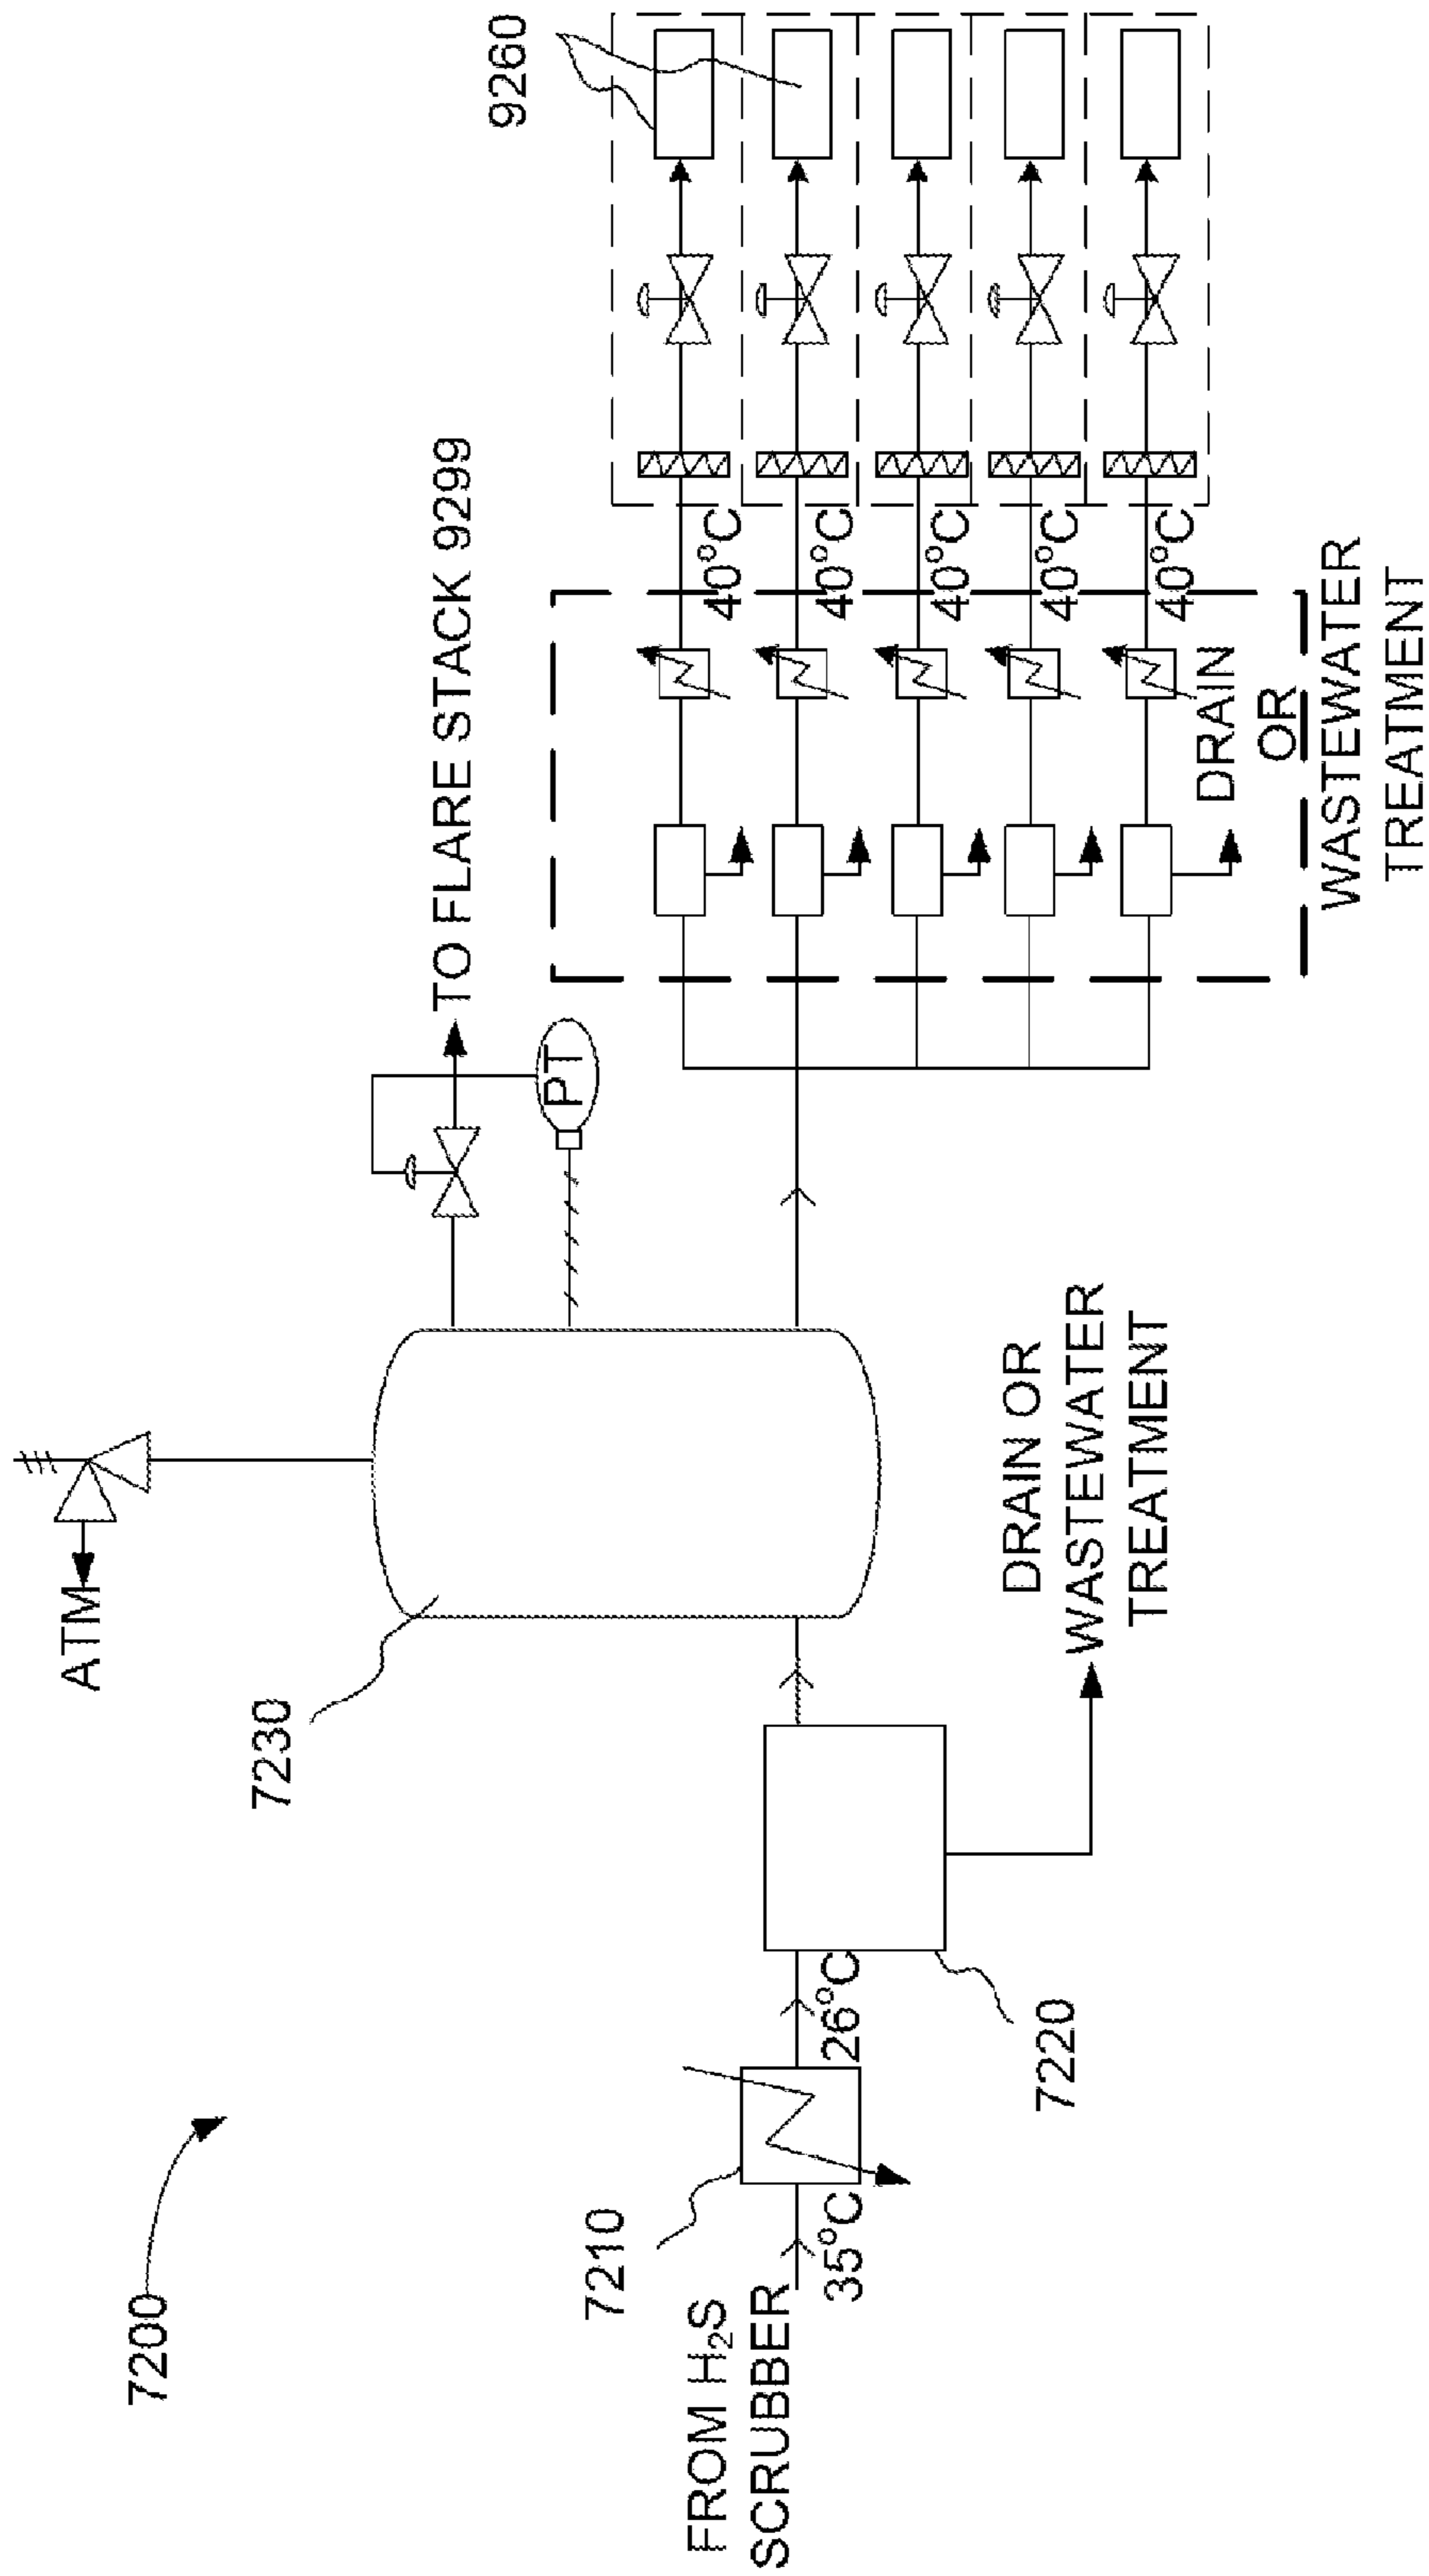 7200
FROM H₂S
SCRUBBER
7210
35°C
26°C
7220
DRAIN OR
WASTEWATER
TREATMENT
7230
ATM
TO FLARE STACK 9299
PT
40°C
40°C
40°C
40°C
40°C
DRAIN
OR
WASTEWATER
TREATMENT
9260